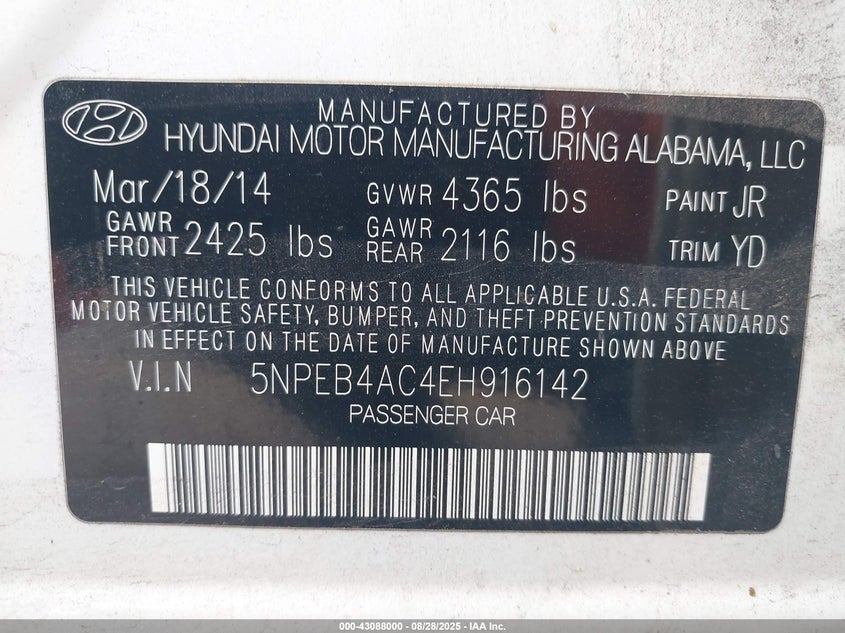 MANUFACTURED BY
HYUNDAI MOTOR MANUFACTURING ALABAMA, LLC
Mar/18/14 GVWR 4365 lbs PAINT JR
GAWR FRONT 2425 lbs GAWR REAR 2116 lbs TRIM YD
THIS VEHICLE CONFORMS TO ALL APPLICABLE U.S.A. FEDERAL
MOTOR VEHICLE SAFETY, BUMPER, AND THEFT PREVENTION STANDARDS
IN EFFECT ON THE DATE OF MANUFACTURE SHOWN ABOVE
V.I.N 5NPEB4AC4EH916142
PASSENGER CAR
000-43088000 - 08/28/2025 - IAA Inc.